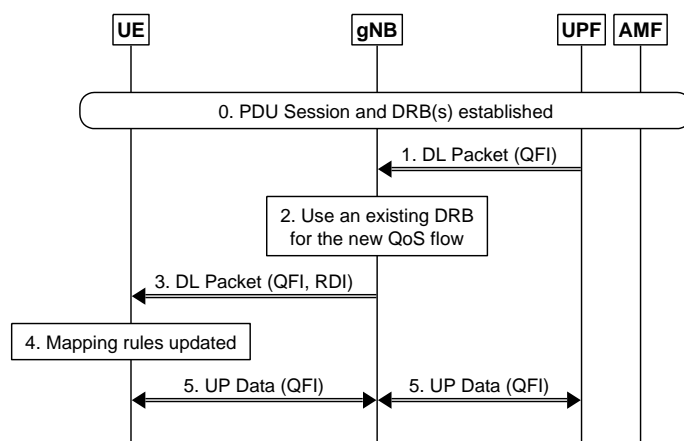 UE
gNB
UPF
AMF
0. PDU Session and DRB(s) established
1. DL Packet (QFI)
2. Use an existing DRB
for the new QoS flow
3. DL Packet (QFI, RDI)
4. Mapping rules updated
5. UP Data (QFI)
5. UP Data (QFI)